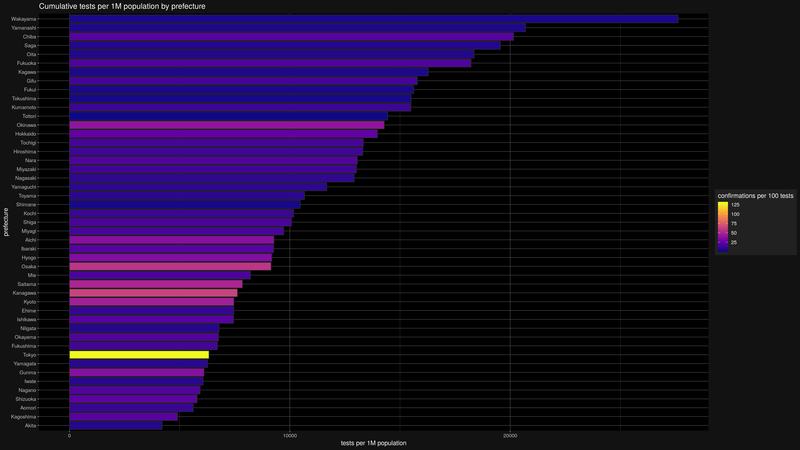 Cumulative tests per 1M population by prefecture
Wakayama
Yamanashi
Chiba
Saga
Oita
Fukuoka
Kagawa
Gifu
Fukui
Tokushima
Kumamoto
Tottori
Okinawa
Hokkaido
Tochigi
Hiroshima
Nara
Miyazaki
Nagasaki
Yamaguchi
Toyama
Shimane
Kochi
Shiga
Miyagi
Aichi
Ibaraki
Hyogo
Osaka
Mie
Saitama
Kanagawa
Kyoto
Ehime
Ishikawa
Niigata
Okayama
Fukushima
Tokyo
Yamagata
Gunma
Iwate
Nagano
Shizuoka
Aomori
Kagoshima
Akita
prefecture
0 10000 20000
tests per 1M population
confirmations per 100 tests
125
100
75
50
25